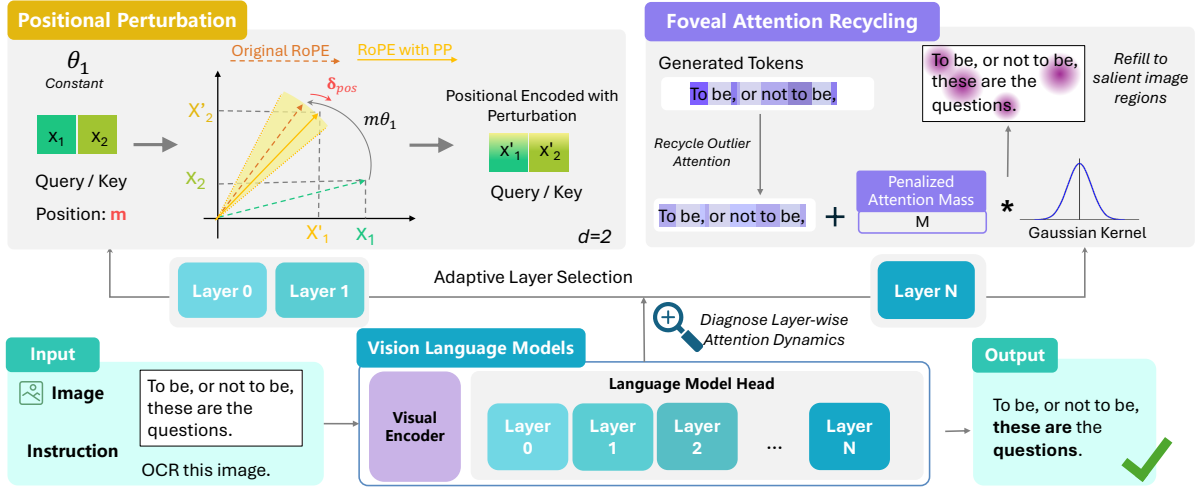 Positional Perturbation
θ₁
Constant
X₁ X₂
Query / Key
Position: m
Original RoPE
RoPE with PP
δpos
X'₂
mθ₁
X₂
X'₁
X₁
d=2
Positional Encoded with
Perturbation
X'₁ X'₂
Query / Key
Foveal Attention Recycling
Generated Tokens
To be, or not to be,
Recycle Outlier
Attention
To be, or not to be,
+
Penalized
Attention Mass
M
*
Gaussian Kernel
To be, or not to be,
these are the
questions.
Refill to
salient image
regions
Layer 0
Layer 1
Adaptive Layer Selection
Layer N
Diagnose Layer-wise
Attention Dynamics
Input
Image
To be, or not to be,
these are the
questions.
Instruction
OCR this image.
Vision Language Models
Visual
Encoder
Language Model Head
Layer
0
Layer
1
Layer
2
...
Layer
N
Output
To be, or not to be,
these are the
questions.